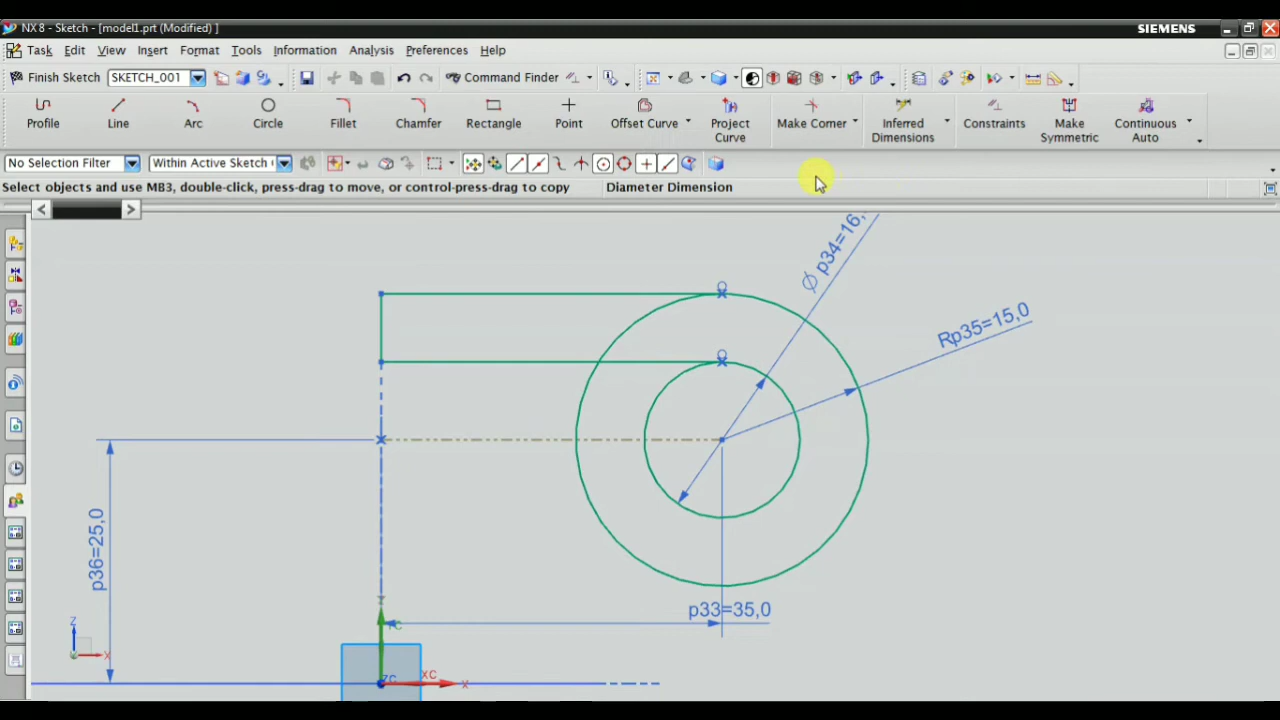 NX 8 - Sketch - [model1.prt (Modified) ]
SIEMENS
Task Edit View Insert Format Tools Information Analysis Preferences Window Help
Finish Sketch SKETCH_001 Command Finder
Profile Line Arc Circle Fillet Chamfer Rectangle Point Offset Curve Project Curve Make Corner Inferred Dimensions Constraints Make Symmetric Continuous Auto
No Selection Filter Within Active Sketch
Select objects and use MB3, double-click, press-drag to move, or control-press-drag to copy Diameter Dimension
Ø p34=16,
Rp35=15,0
p36=25,0
p33=35,0
Y
YC
Z
X
ZC
XC
X